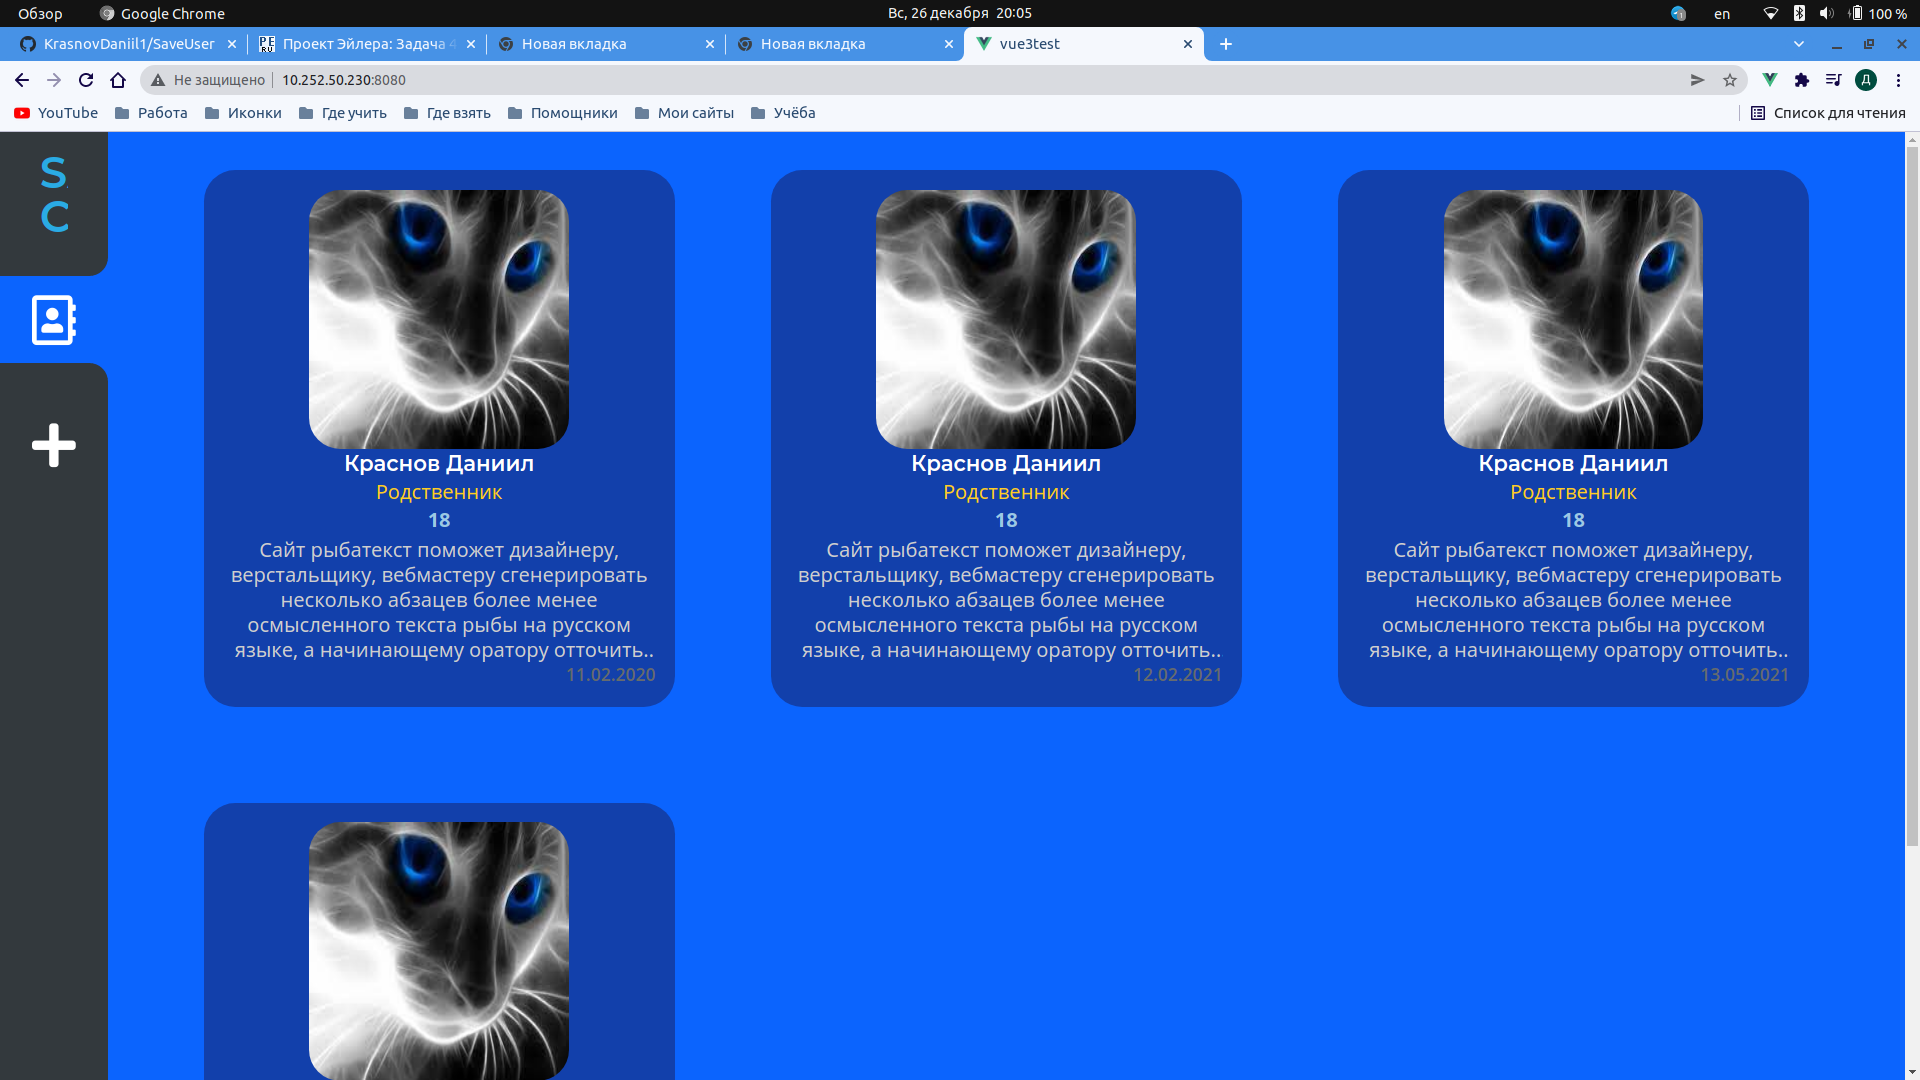 Обзор
Google Chrome
Вс, 26 декабря 20:05
en
100 %
KrasnovDaniil1/SaveUser
Проект Эйлера: Задача 4
Новая вкладка
Новая вкладка
vue3test
Не защищено
10.252.50.230:8080
Д
YouTube
Работа
Иконки
Где учить
Где взять
Помощники
Мои сайты
Учёба
Список для чтения
S.
C
Краснов Даниил
Родственник
18
Сайт рыбатекст поможет дизайнеру,
верстальщику, вебмастеру сгенерировать
несколько абзацев более менее
осмысленного текста рыбы на русском
языке, а начинающему оратору отточить..
11.02.2020
Краснов Даниил
Родственник
18
Сайт рыбатекст поможет дизайнеру,
верстальщику, вебмастеру сгенерировать
несколько абзацев более менее
осмысленного текста рыбы на русском
языке, а начинающему оратору отточить..
12.02.2021
Краснов Даниил
Родственник
18
Сайт рыбатекст поможет дизайнеру,
верстальщику, вебмастеру сгенерировать
несколько абзацев более менее
осмысленного текста рыбы на русском
языке, а начинающему оратору отточить..
13.05.2021